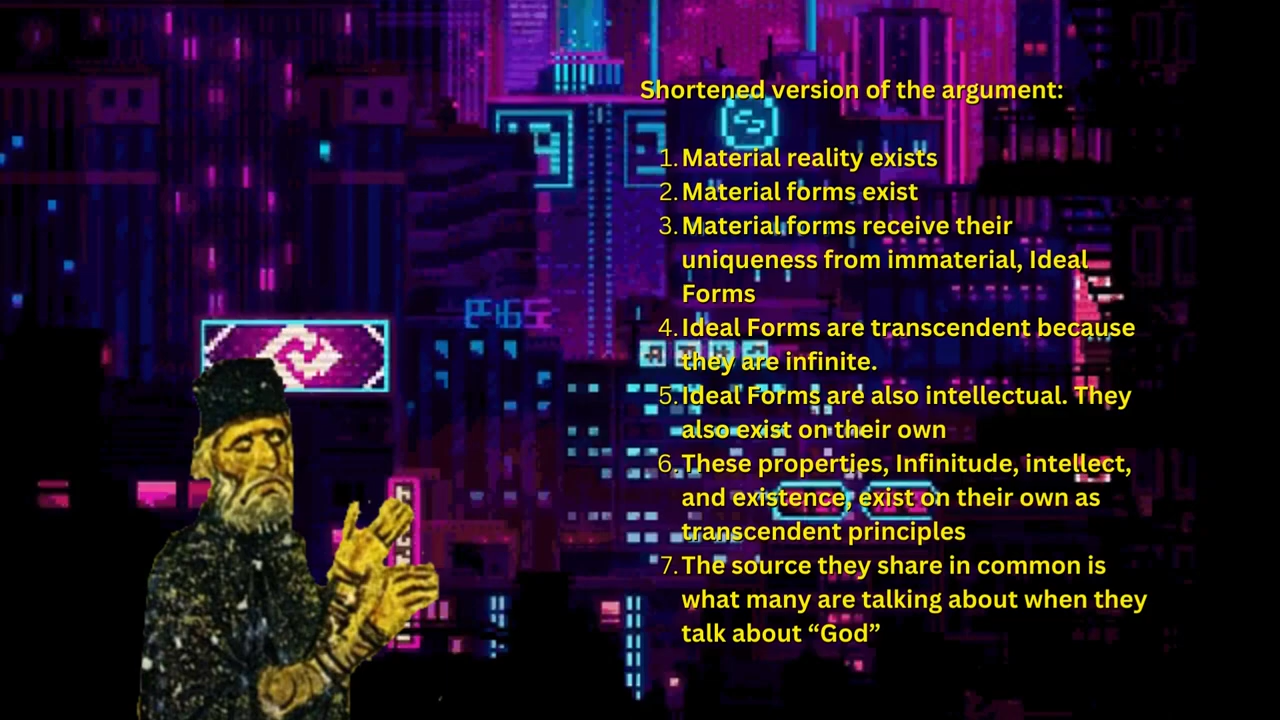 Shortened version of the argument:
1. Material reality exists
2. Material forms exist
3. Material forms receive their
uniqueness from immaterial, Ideal
Forms
4. Ideal Forms are transcendent because
they are infinite.
5. Ideal Forms are also intellectual. They
also exist on their own
6. These properties, Infinitude, intellect,
and existence, exist on their own as
transcendent principles
7. The source they share in common is
what many are talking about when they
talk about “God”